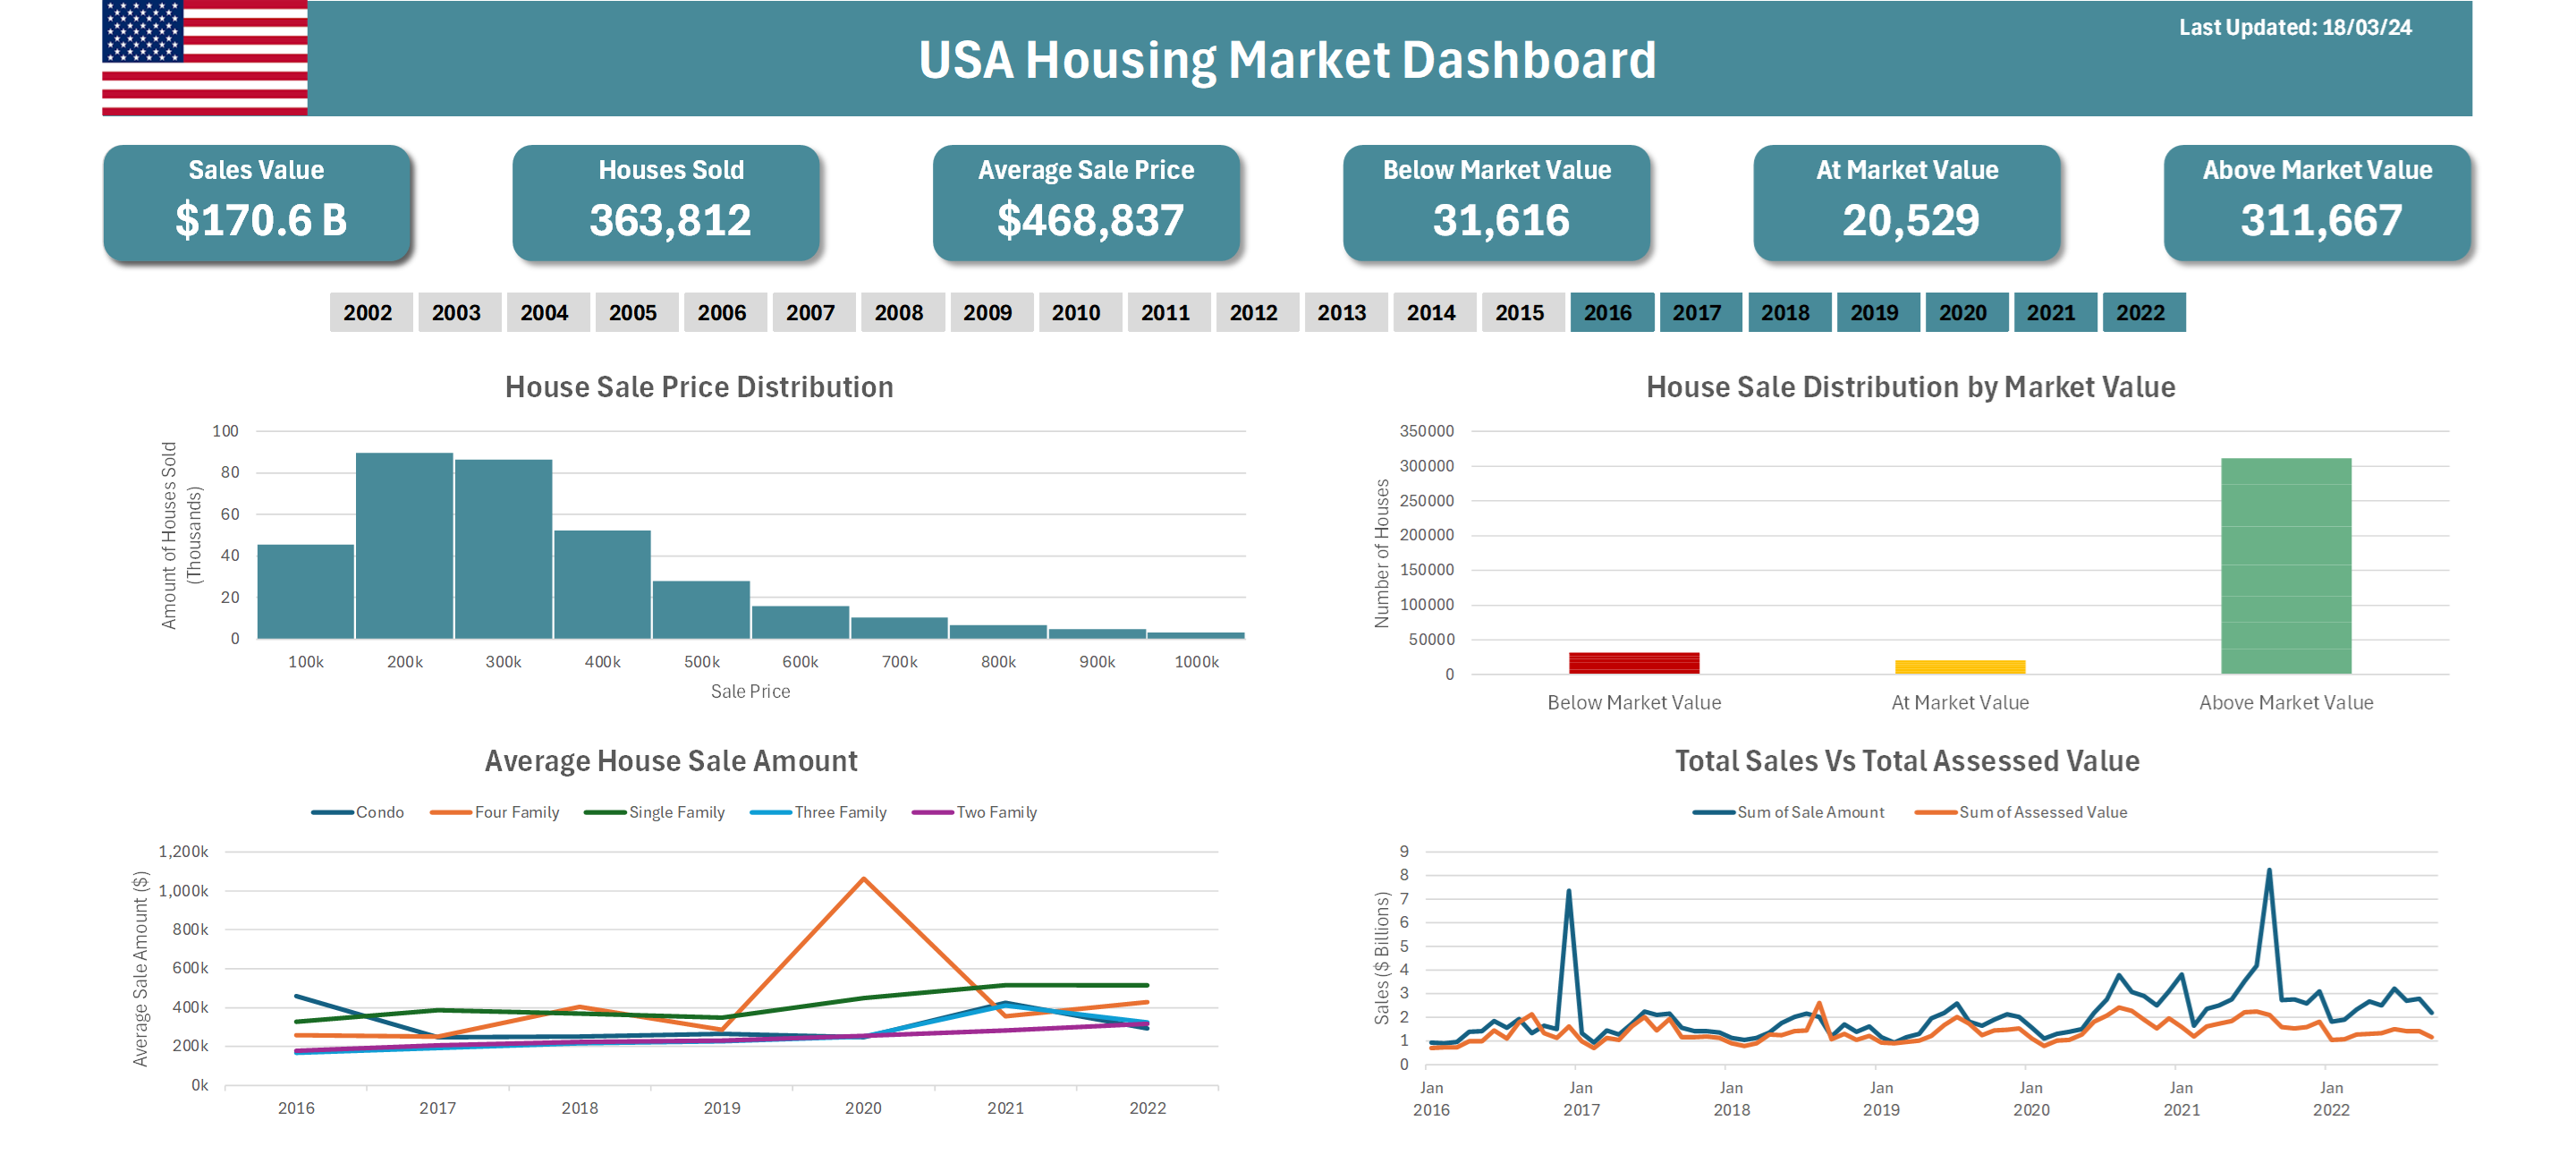 USA Housing Market Dashboard
Last Updated: 18/03/24
Sales Value
$170.6 B
Houses Sold
363,812
Average Sale Price
$468,837
Below Market Value
31,616
At Market Value
20,529
Above Market Value
311,667
2002 2003 2004 2005 2006 2007 2008 2009 2010 2011 2012 2013 2014 2015 2016 2017 2018 2019 2020 2021 2022
House Sale Price Distribution
Amount of Houses Sold
(Thousands)
100
80
60
40
20
0
100k 200k 300k 400k 500k 600k 700k 800k 900k 1000k
Sale Price
House Sale Distribution by Market Value
Number of Houses
350000
300000
250000
200000
150000
100000
50000
0
Below Market Value At Market Value Above Market Value
Average House Sale Amount
Condo Four Family Single Family Three Family Two Family
Average Sale Amount ($)
1,200k
1,000k
800k
600k
400k
200k
0k
2016 2017 2018 2019 2020 2021 2022
Total Sales Vs Total Assessed Value
Sum of Sale Amount Sum of Assessed Value
Sales ($ Billions)
9
8
7
6
5
4
3
2
1
0
Jan Jan Jan Jan Jan Jan Jan
2016 2017 2018 2019 2020 2021 2022